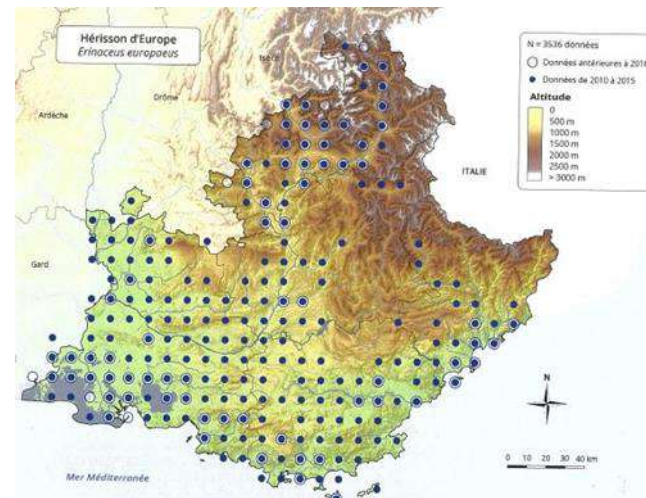 Hérisson d'Europe
Erinaceus europaeus
Isère
Drôme
Ardèche
Gard
ITALIE
N = 3536 données
Données antérieures à 2010
Données de 2010 à 2015
Altitude
0
500 m
1000 m
1500 m
2000 m
2500 m
> 3000 m
N
0 10 20 30 40 km
Mer Méditerranée